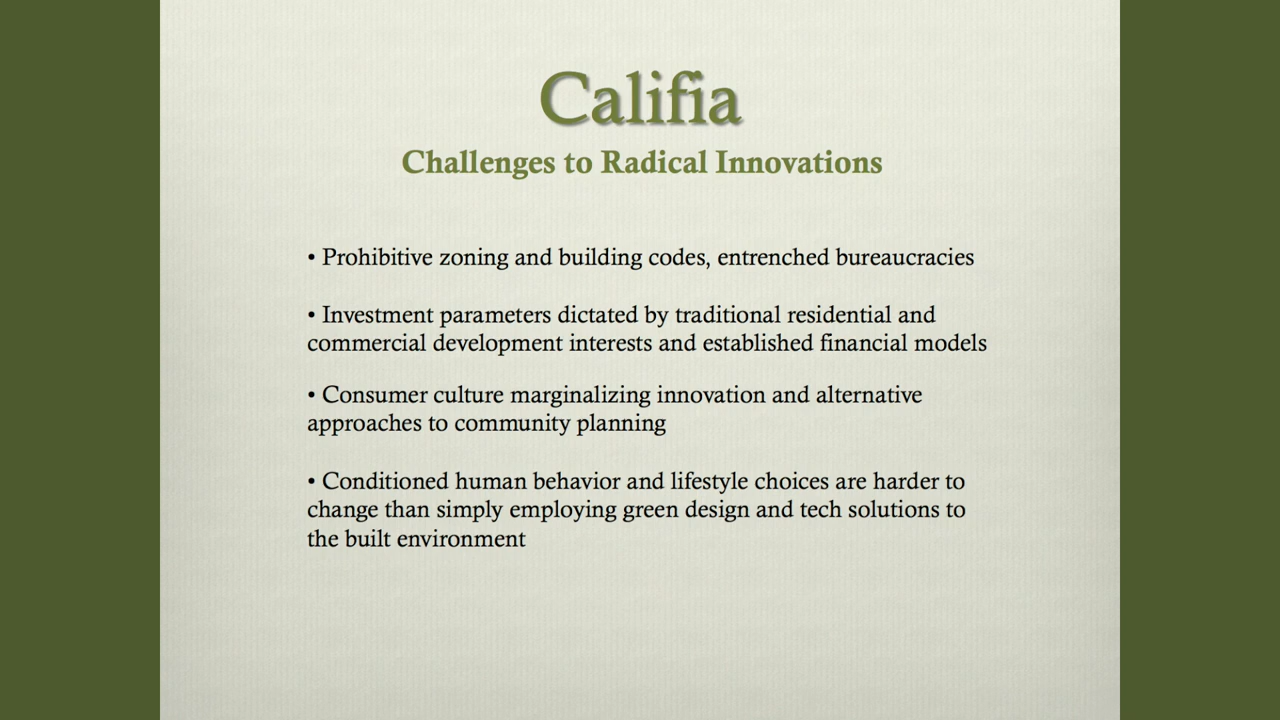 Califia
Challenges to Radical Innovations
• Prohibitive zoning and building codes, entrenched bureaucracies
• Investment parameters dictated by traditional residential and
commercial development interests and established financial models
• Consumer culture marginalizing innovation and alternative
approaches to community planning
• Conditioned human behavior and lifestyle choices are harder to
change than simply employing green design and tech solutions to
the built environment